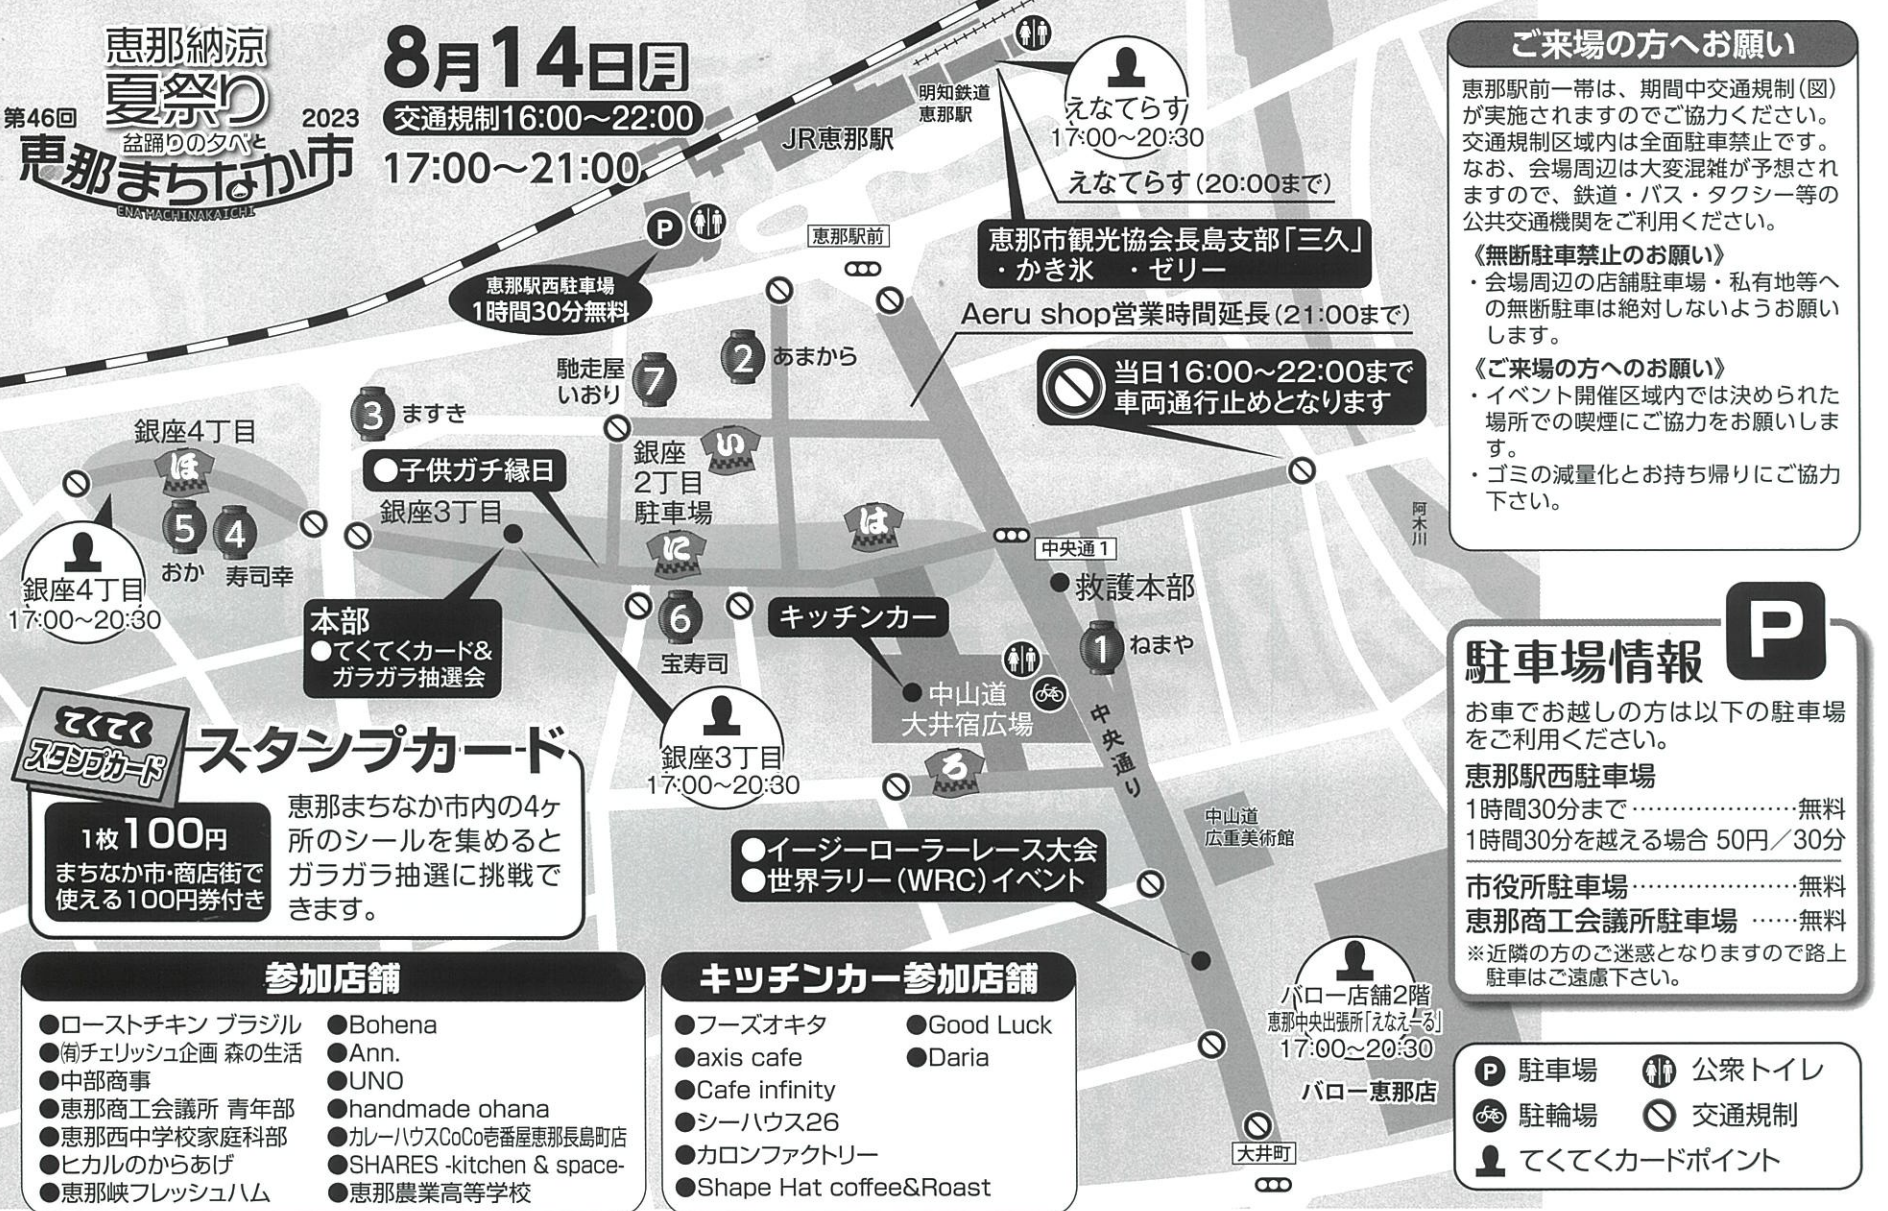 恵那納涼
夏祭り
盆踊りの夕べと
第46回
2023
恵那まちなか市
ENA MACHINAKAICHI
8月14日月
交通規制16:00〜22:00
17:00〜21:00
明知鉄道
恵那駅
JR恵那駅
えなてらす
17:00〜20:30
えなてらす(20:00まで)
恵那市観光協会長島支部「三久」
・かき氷 ・ゼリー
P
恵那駅西駐車場
1時間30分無料
恵那駅前
Aeru shop営業時間延長(21:00まで)
当日16:00〜22:00まで
車両通行止めとなります
馳走屋
いおり
7
2
あまから
3
ますき
銀座4丁目
ほ
5
4
おか
寿司幸
銀座4丁目
17:00〜20:30
●子供ガチ縁日
銀座3丁目
銀座
2丁目
駐車場
い
に
は
6
宝寿司
本部
●てくてくカード&
ガラガラ抽選会
銀座3丁目
17:00〜20:30
キッチンカー
中央通1
救護本部
1
ねまや
中山道
大井宿広場
ろ
中央通り
阿木川
中山道
広重美術館
●イージーローラーレース大会
●世界ラリー(WRC)イベント
バロー店舗2階
恵那中央出張所「えなえーる」
17:00〜20:30
バロー恵那店
大井町
てくてく
スタンプカード
スタンプカード
1枚100円
まちなか市・商店街で
使える100円券付き
恵那まちなか市内の4ヶ
所のシールを集めると
ガラガラ抽選に挑戦で
きます。
参加店舗
●ローストチキン ブラジル
●㈲チェリッシュ企画 森の生活
●中部商事
●恵那商工会議所 青年部
●恵那西中学校家庭科部
●ヒカルのからあげ
●恵那峡フレッシュハム
●Bohena
●Ann.
●UNO
●handmade ohana
●カレーハウスCoCo壱番屋恵那長島町店
●SHARES -kitchen & space-
●恵那農業高等学校
キッチンカー参加店舗
●フーズオキタ
●axis cafe
●Cafe infinity
●シーハウス26
●カロンファクトリー
●Shape Hat coffee&Roast
●Good Luck
●Daria
ご来場の方へお願い
恵那駅前一帯は、期間中交通規制(図)
が実施されますのでご協力ください。
交通規制区域内は全面駐車禁止です。
なお、会場周辺は大変混雑が予想され
ますので、鉄道・バス・タクシー等の
公共交通機関をご利用ください。
《無断駐車禁止のお願い》
・会場周辺の店舗駐車場・私有地等へ
の無断駐車は絶対しないようお願い
します。
《ご来場の方へのお願い》
・イベント開催区域内では決められた
場所での喫煙にご協力をお願いしま
す。
・ゴミの減量化とお持ち帰りにご協力
下さい。
P
駐車場情報
お車でお越しの方は以下の駐車場
をご利用ください。
恵那駅西駐車場
1時間30分まで……………………無料
1時間30分を越える場合 50円/30分
市役所駐車場……………………無料
恵那商工会議所駐車場 ……無料
※近隣の方のご迷惑となりますので路上
駐車はご遠慮下さい。
P 駐車場
公衆トイレ
駐輪場
交通規制
てくてくカードポイント